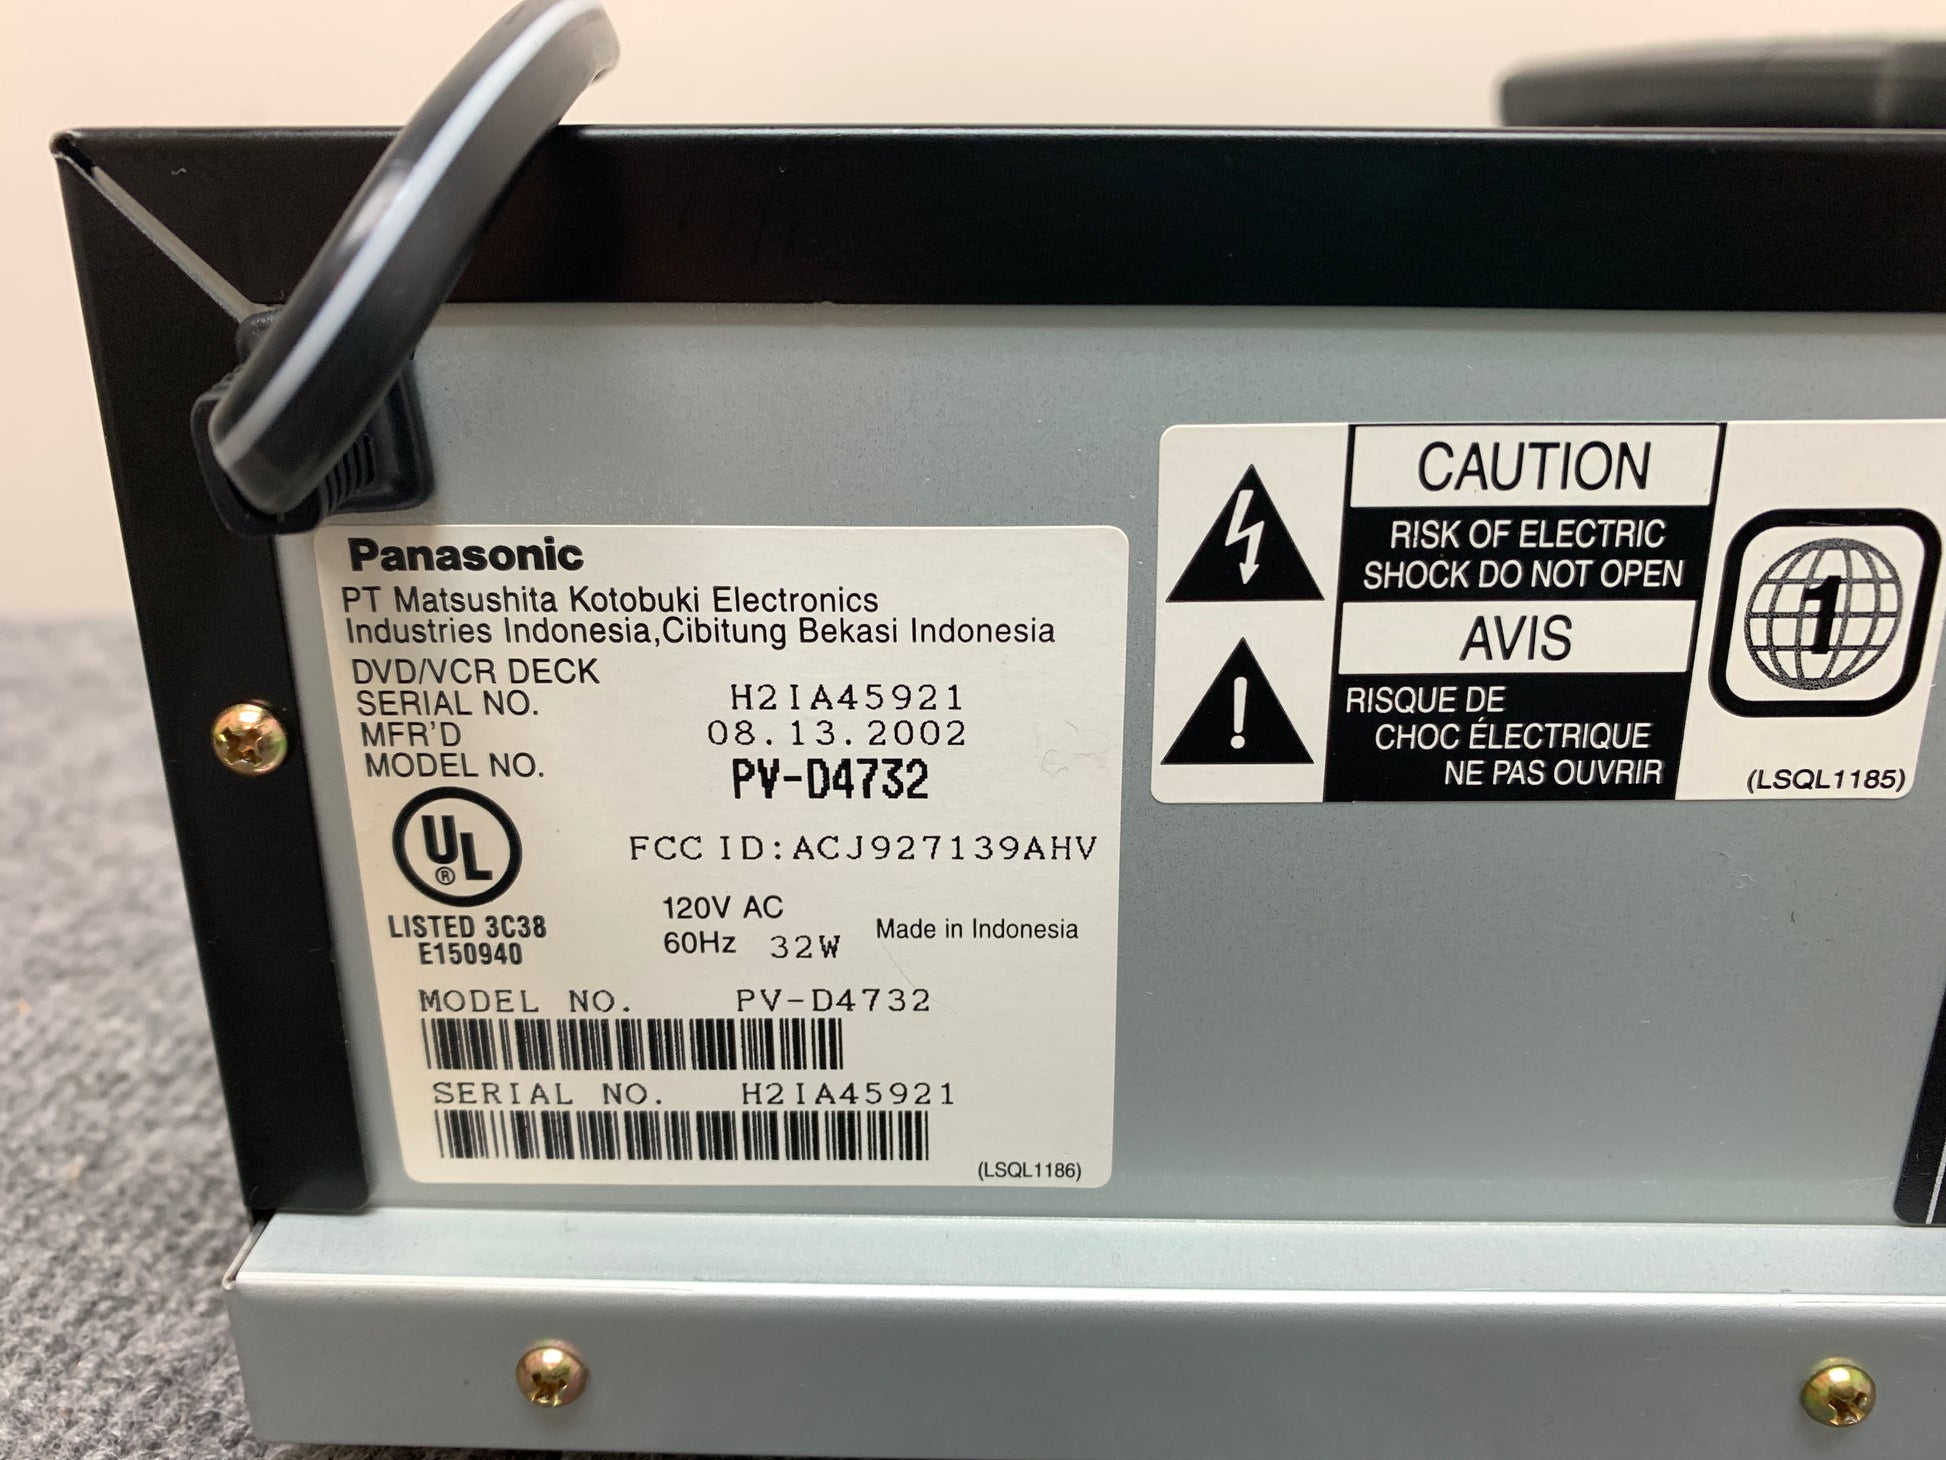 Panasonic
PT Matsushita Kotobuki Electronics
Industries Indonesia,Cibitung Bekasi Indonesia
DVD/VCR DECK
SERIAL NO. H2IA45921
MFR'D 08.13.2002
MODEL NO. PV-D4732
UL
®
LISTED 3C38
E150940
FCC ID:ACJ927139AHV
120V AC
60Hz 32W
Made in Indonesia
MODEL NO. PV-D4732
SERIAL NO. H2IA45921
(LSQL1186)
CAUTION
RISK OF ELECTRIC
SHOCK DO NOT OPEN
AVIS
RISQUE DE
CHOC ÉLECTRIQUE
NE PAS OUVRIR
1
(LSQL1185)